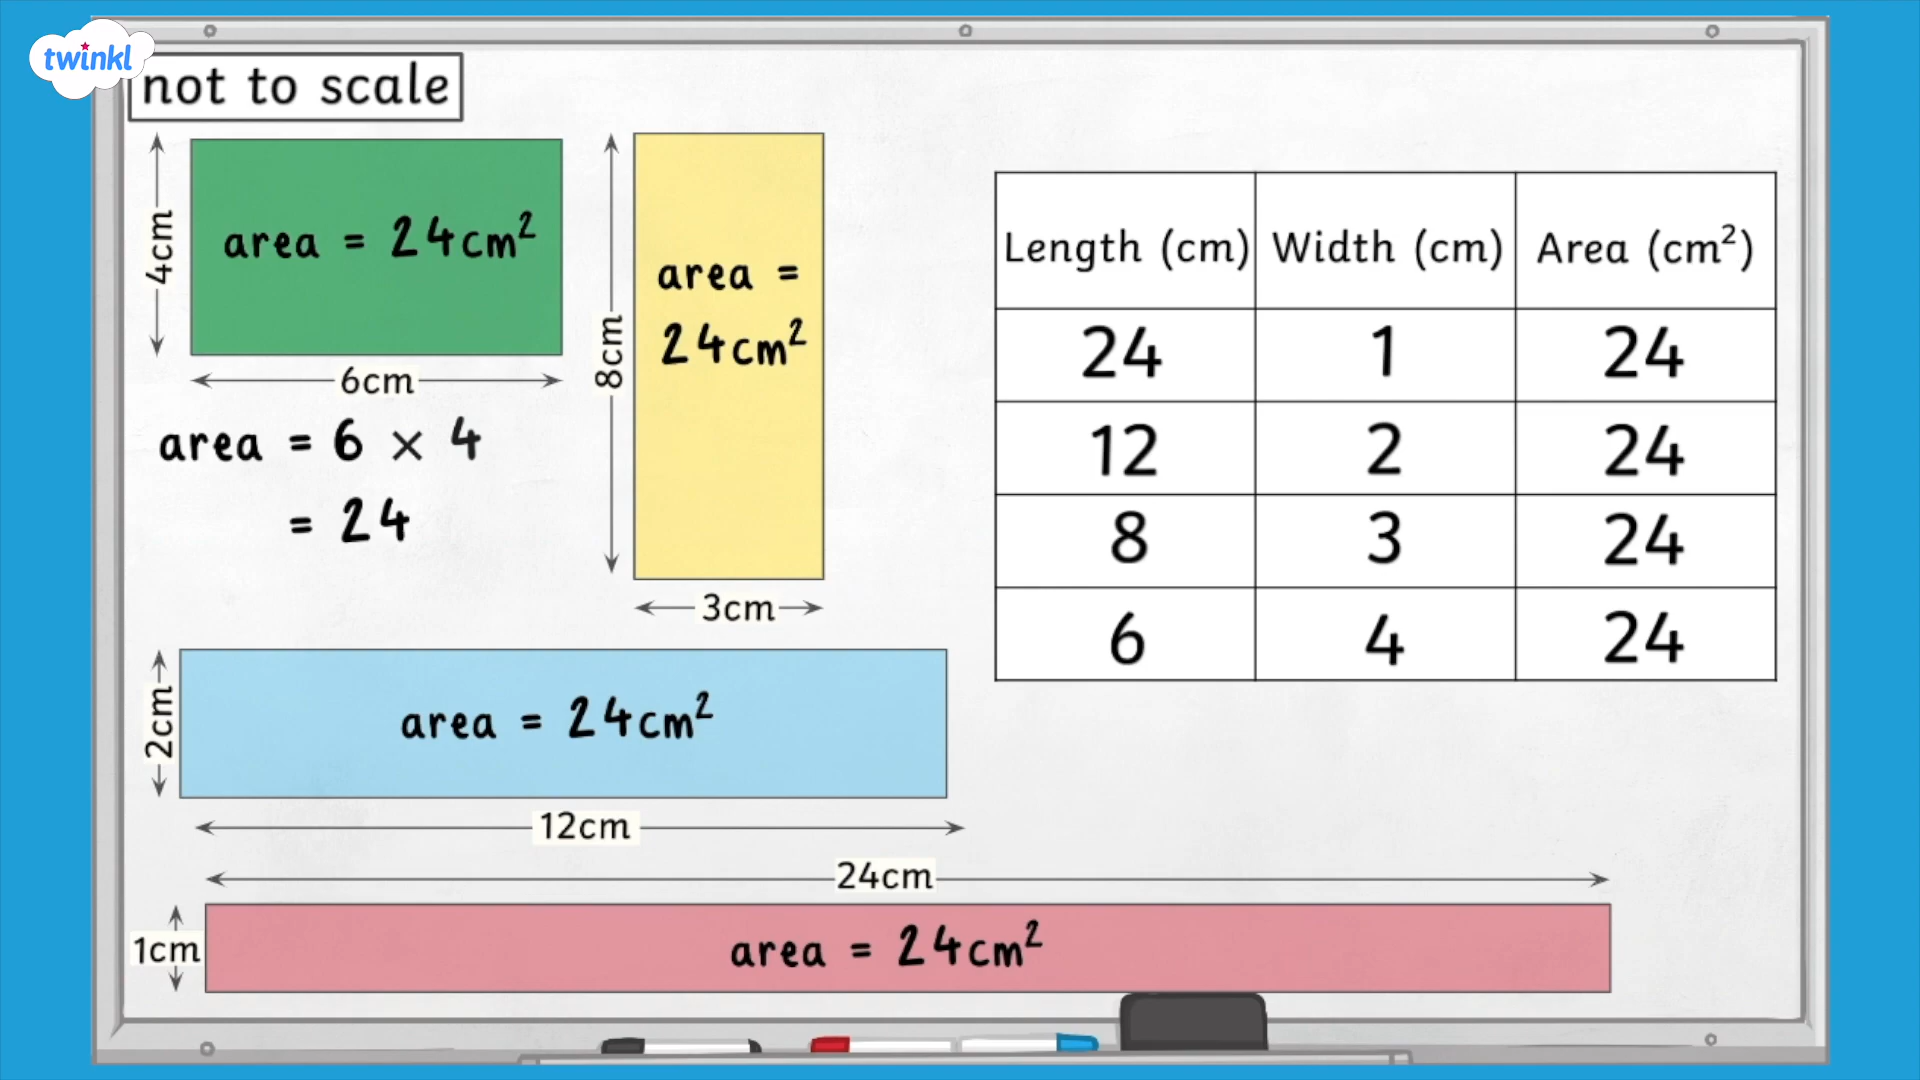 twinkl
not to scale
4cm
area = 24cm²
6cm
area = 6 × 4
= 24
8cm
area =
24cm²
3cm
2cm
area = 24cm²
12cm
24cm
1cm
area = 24cm²
Length (cm) Width (cm) Area (cm²)
24 1 24
12 2 24
8 3 24
6 4 24